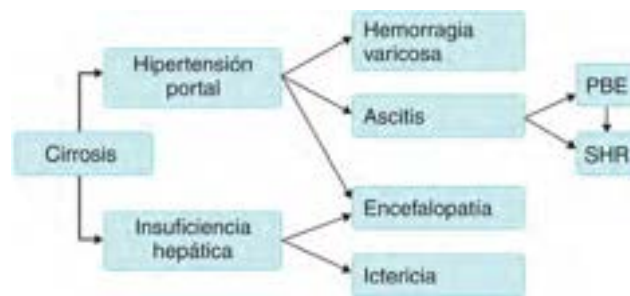 Hemorragia
varicosa
Hipertensión
portal
PBE
Ascitis
Cirrosis
SHR
Encefalopatía
Insuficiencia
hepática
Ictericia